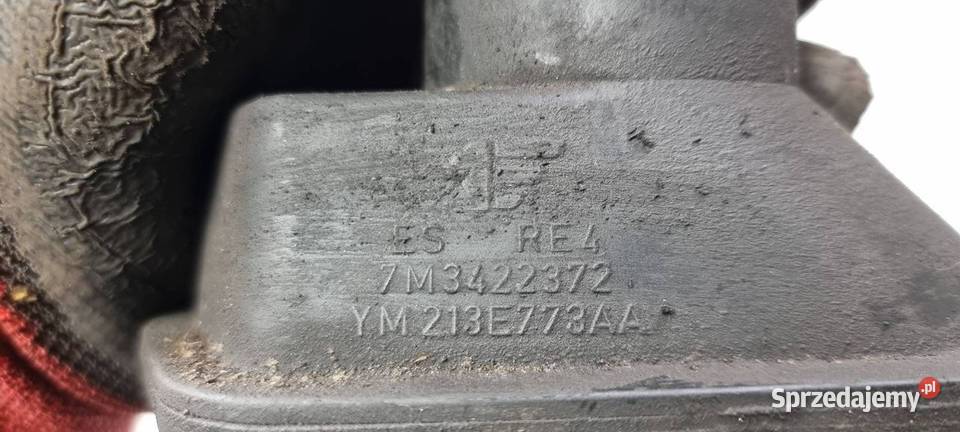 ES RE4
7M3422372
YM213E773AA
Sprzedajemy.pl